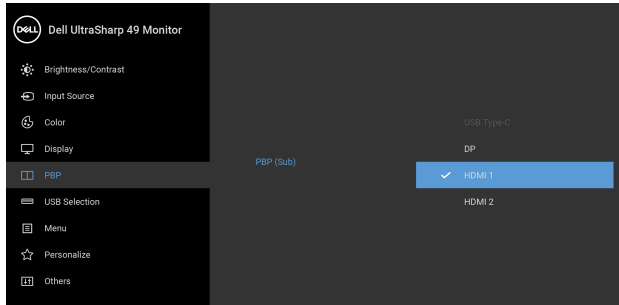 DELL Dell UltraSharp 49 Monitor
Brightness/Contrast
Input Source
Color
Display
PBP
USB Selection
Menu
Personalize
Others
PBP (Sub)
USB Type-C
DP
HDMI 1
HDMI 2